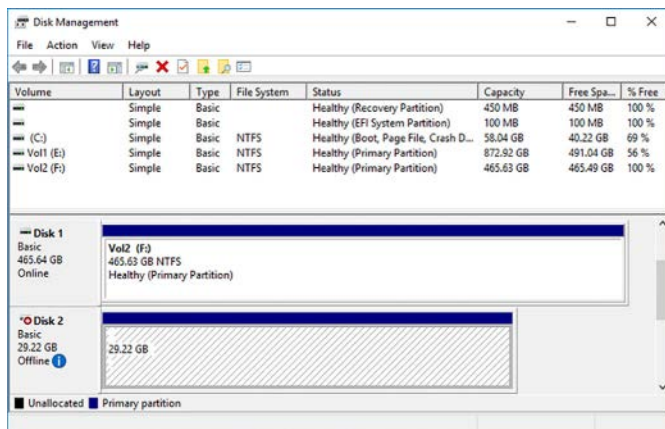 Disk Management
File Action View Help
Volume Layout Type File System Status Capacity Free Spa... % Free
Simple Basic Healthy (Recovery Partition) 450 MB 450 MB 100 %
Simple Basic Healthy (EFI System Partition) 100 MB 100 MB 100 %
(C:) Simple Basic NTFS Healthy (Boot, Page File, Crash D... 58.04 GB 40.22 GB 69 %
Vol1 (E:) Simple Basic NTFS Healthy (Primary Partition) 872.92 GB 491.04 GB 56 %
Vol2 (F:) Simple Basic NTFS Healthy (Primary Partition) 465.63 GB 465.49 GB 100 %
Disk 1
Basic
465.64 GB
Online
Vol2 (F:)
465.63 GB NTFS
Healthy (Primary Partition)
Disk 2
Basic
29.22 GB
Offline
29.22 GB
Unallocated Primary partition